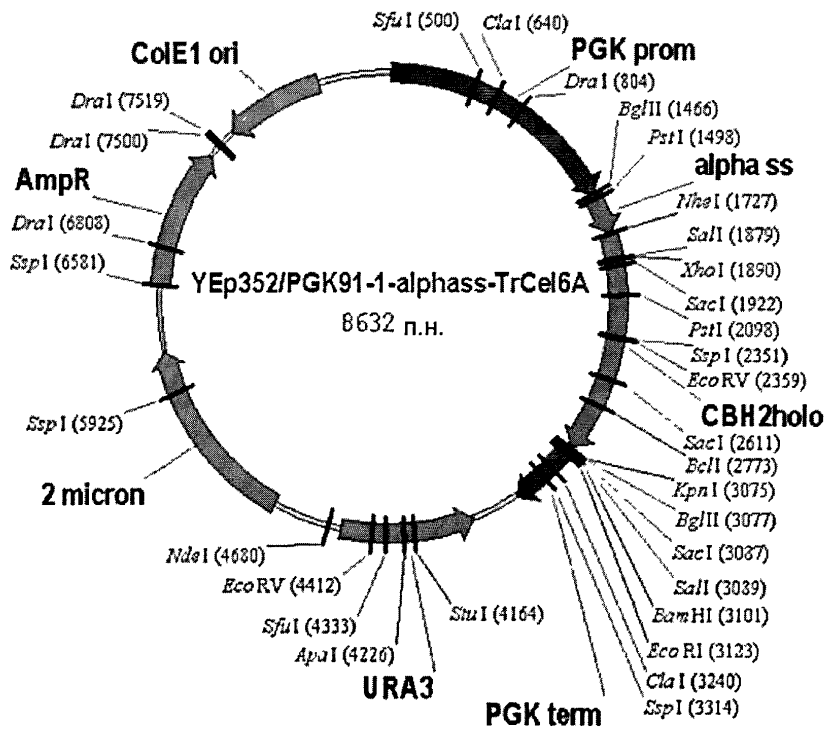 SfuI (500)
ClaI (640)
PGK prom
DraI (804)
BglII (1466)
PstI (1498)
alpha ss
NheI (1727)
SalI (1879)
XhoI (1890)
SacI (1922)
PstI (2098)
SspI (2351)
EcoRV (2359)
CBH2holo
SacI (2611)
BclI (2773)
KpnI (3075)
BglII (3077)
SacI (3087)
SalI (3089)
BamHI (3101)
EcoRI (3123)
ClaI (3240)
SspI (3314)
PGK term
StuI (4164)
URA3
ApaI (4226)
SfuI (4333)
EcoRV (4412)
NdeI (4680)
2 micron
SspI (5925)
SspI (6581)
DraI (6808)
AmpR
DraI (7500)
DraI (7519)
ColE1 ori
YEp352/PGK91-1-alphass-TrCel6A
8632 п.н.